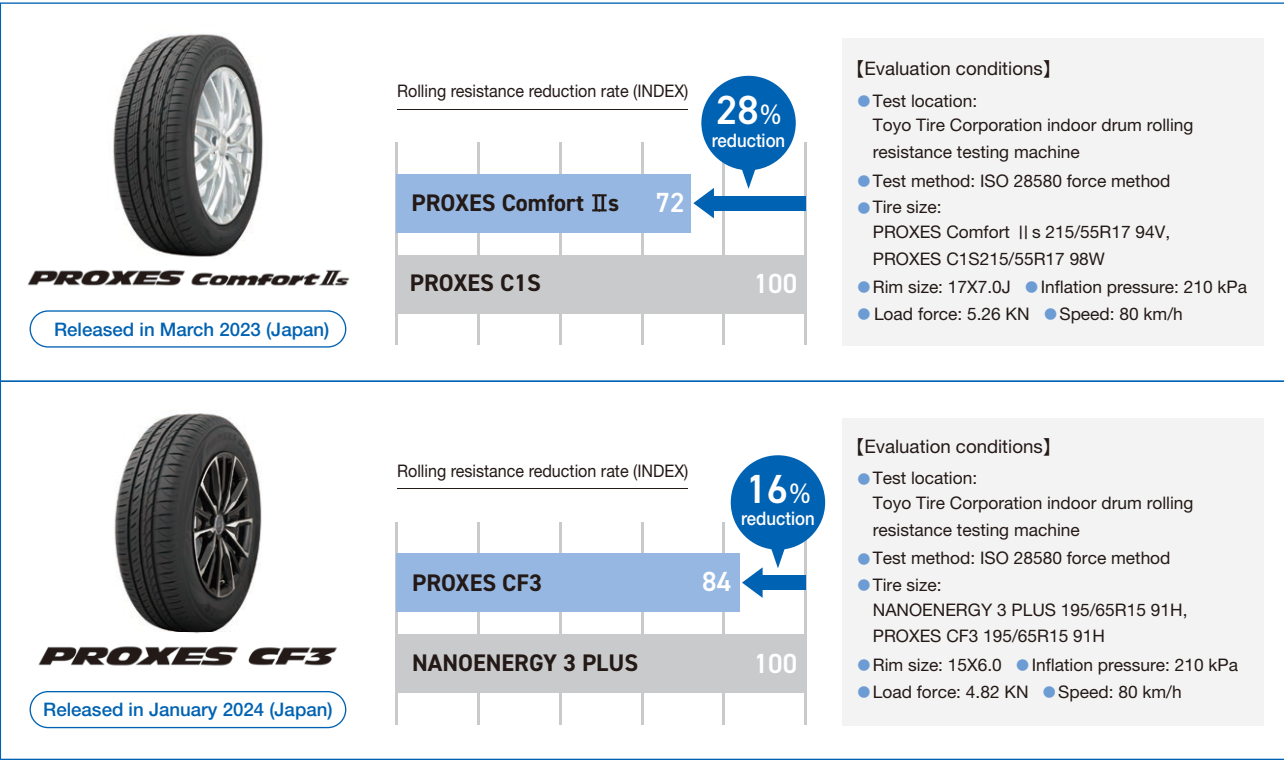 PROXES Comfort Ⅱs
Released in March 2023 (Japan)
Rolling resistance reduction rate (INDEX)
28%
reduction
PROXES Comfort Ⅱs 72
PROXES C1S 100
【Evaluation conditions】
Test location:
Toyo Tire Corporation indoor drum rolling
resistance testing machine
Test method: ISO 28580 force method
Tire size:
PROXES Comfort ⅠⅠ s 215/55R17 94V,
PROXES C1S215/55R17 98W
Rim size: 17X7.0J ●Inflation pressure: 210 kPa
Load force: 5.26 KN ●Speed: 80 km/h
PROXES CF3
Released in January 2024 (Japan)
Rolling resistance reduction rate (INDEX)
16%
reduction
PROXES CF3 84
NANOENERGY 3 PLUS 100
【Evaluation conditions】
Test location:
Toyo Tire Corporation indoor drum rolling
resistance testing machine
Test method: ISO 28580 force method
Tire size:
NANOENERGY 3 PLUS 195/65R15 91H,
PROXES CF3 195/65R15 91H
Rim size: 15X6.0 ●Inflation pressure: 210 kPa
Load force: 4.82 KN ●Speed: 80 km/h